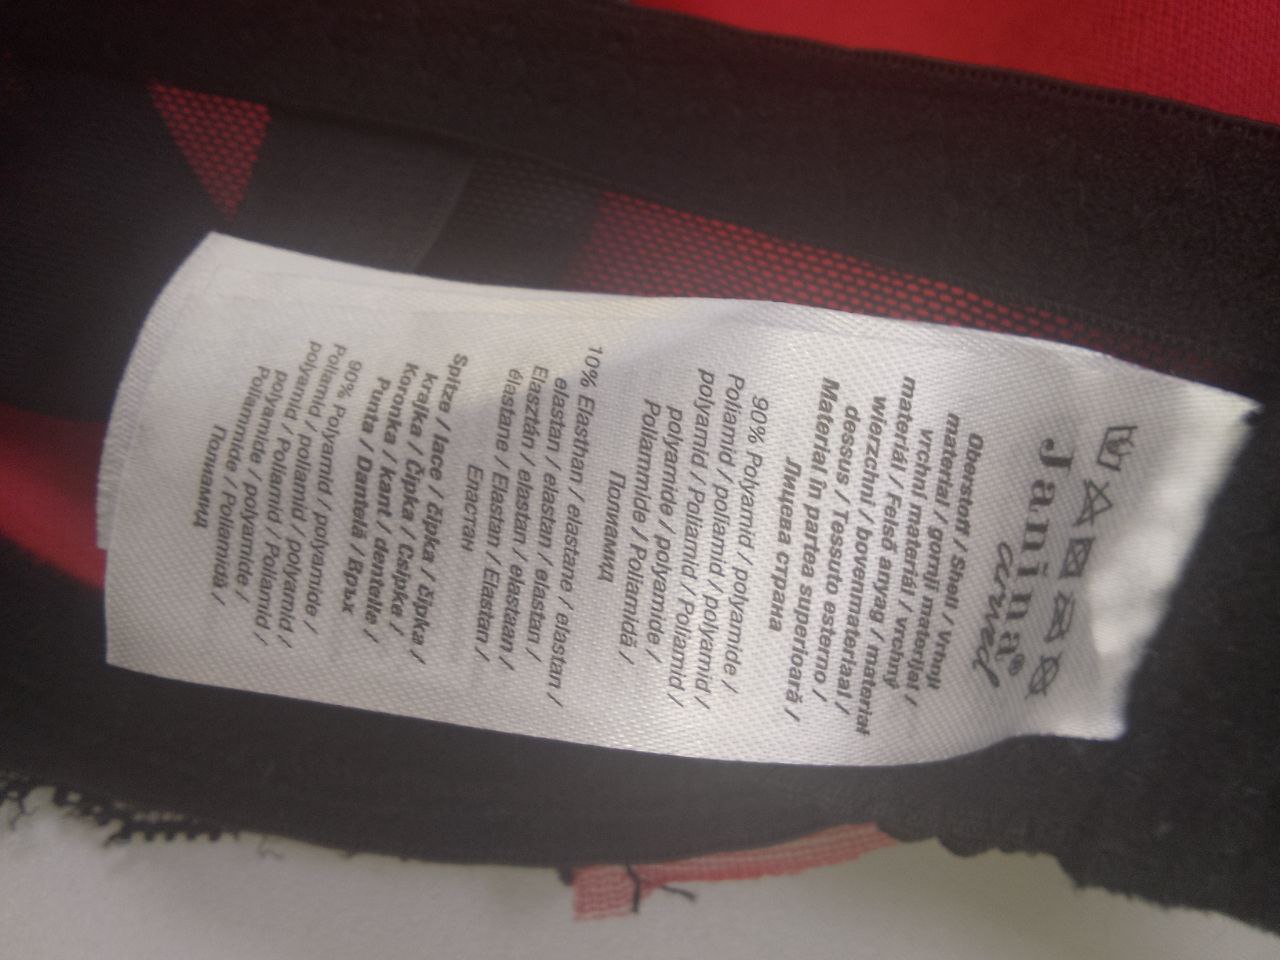 Janina®
curved
Oberstoff / Shell / vrhnji
material / gornji materijal /
vrchní materiál / vrchný
materiál / Felső anyag / materiał
wierzchni / bovenmateriaal /
dessus / Tessuto esterno /
Material în partea superioară /
Лицева страна
90% Polyamid / polyamide /
Poliamid / poliamid / polyamid /
polyamid / Poliamid / Poliamid /
polyamide / polyamide /
Poliammide / Poliamidă /
Полиамид
10% Elasthan / elastane / elastan /
elastan / elastan / elastan /
Elasztán / elastan / elastaan /
élastane / Elastan / Elastan /
Еластан
Spitze / lace / čipka / čipka /
krajka / Čipka / Csipke /
Koronka / kant / dentelle /
Punta / Dantelă / Връх
90% Polyamid / polyamide /
Poliamid / poliamid / polyamid /
polyamid / Poliamid / Poliamid /
polyamide / polyamide /
Poliammide / Poliamidă /
Полиамид